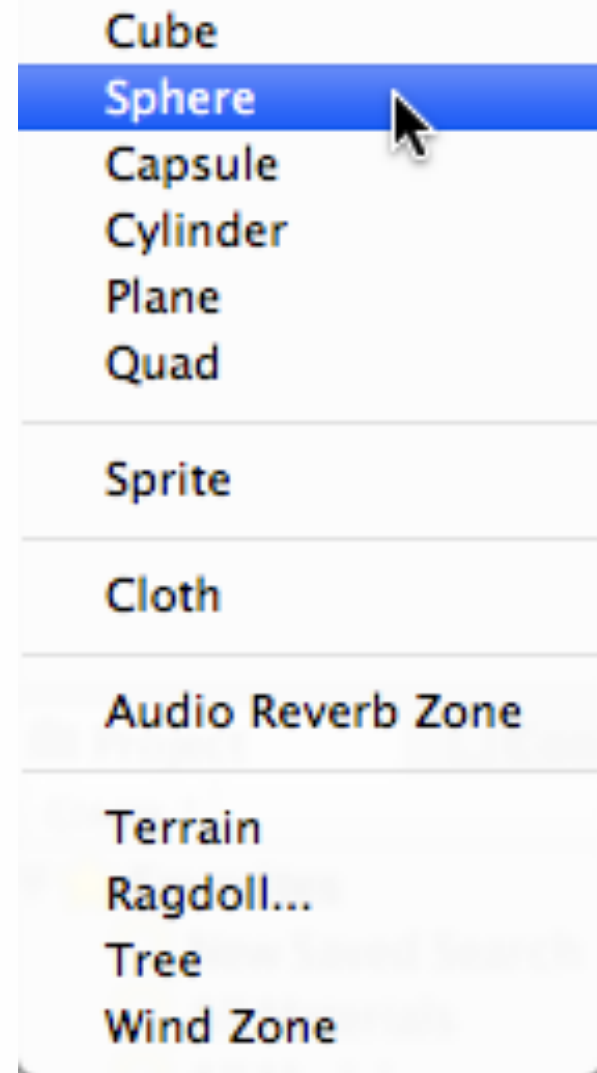 Cube
Sphere
Capsule
Cylinder
Plane
Quad
Sprite
Cloth
Audio Reverb Zone
Terrain
Ragdoll...
Tree
Wind Zone